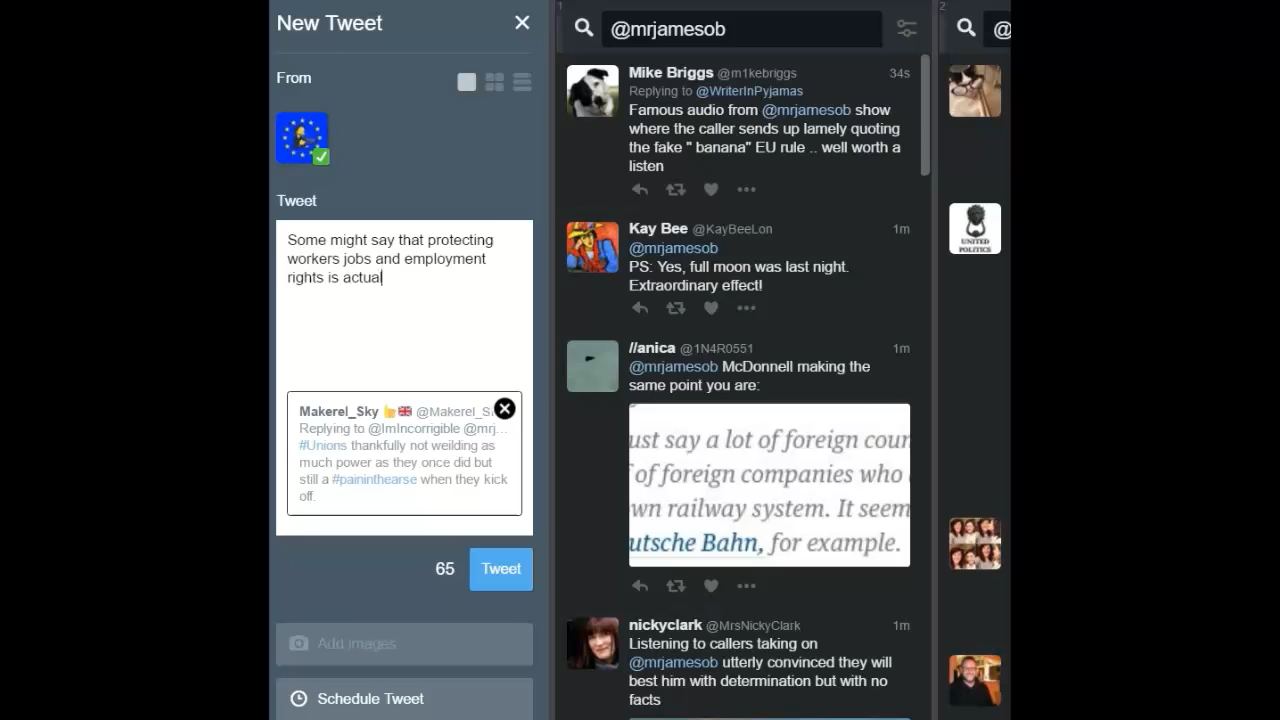 New Tweet
From
Tweet
Some might say that protecting
workers jobs and employment
rights is actual
Makerel_Sky 👍🇬🇧 @Makerel_S
Replying to @ImIncorrigible @mrj...
#Unions thankfully not weilding as
much power as they once did but
still a #paininthearse when they kick
off.
65
Tweet
Add images
Schedule Tweet
1
@mrjamesob
Mike Briggs @m1kebriggs 34s
Replying to @WriterInPyjamas
Famous audio from @mrjamesob show
where the caller sends up lamely quoting
the fake " banana" EU rule .. well worth a
listen
Kay Bee @KayBeeLon 1m
@mrjamesob
PS: Yes, full moon was last night.
Extraordinary effect!
//anica @1N4R0551 1m
@mrjamesob McDonnell making the
same point you are:
ust say a lot of foreign coun
of foreign companies who
wn railway system. It seem
utsche Bahn, for example.
nickyclark @MrsNickyClark 1m
Listening to callers taking on
@mrjamesob utterly convinced they will
best him with determination but with no
facts
2
@
UNITED
POLITICS